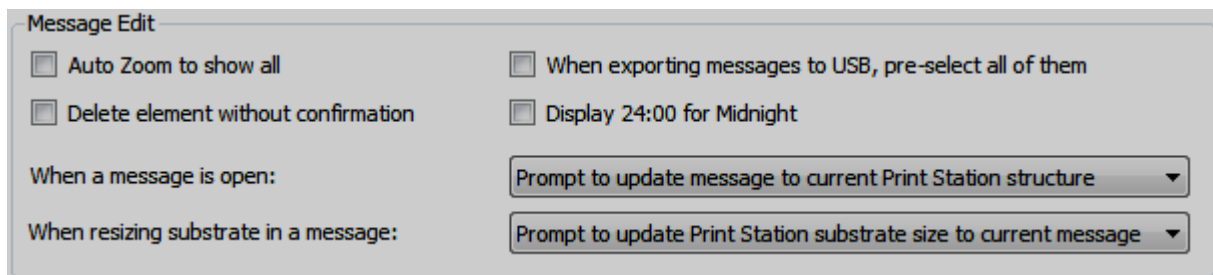 Message Edit
Auto Zoom to show all
When exporting messages to USB, pre-select all of them
Delete element without confirmation
Display 24:00 for Midnight
When a message is open:
Prompt to update message to current Print Station structure
When resizing substrate in a message:
Prompt to update Print Station substrate size to current message